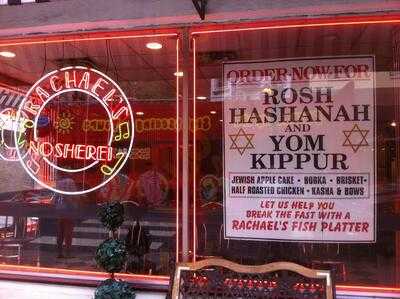 RACHAEL'S
NOSHEREI
ORDER NOW FOR
ROSH
HASHANAH
AND
YOM
KIPPUR
JEWISH APPLE CAKE • NORKA • BRISKET•
HALF ROASTED CHICKEN • KASHA & BOWS
LET US HELP YOU
BREAK THE FAST WITH A
RACHAEL'S FISH PLATTER